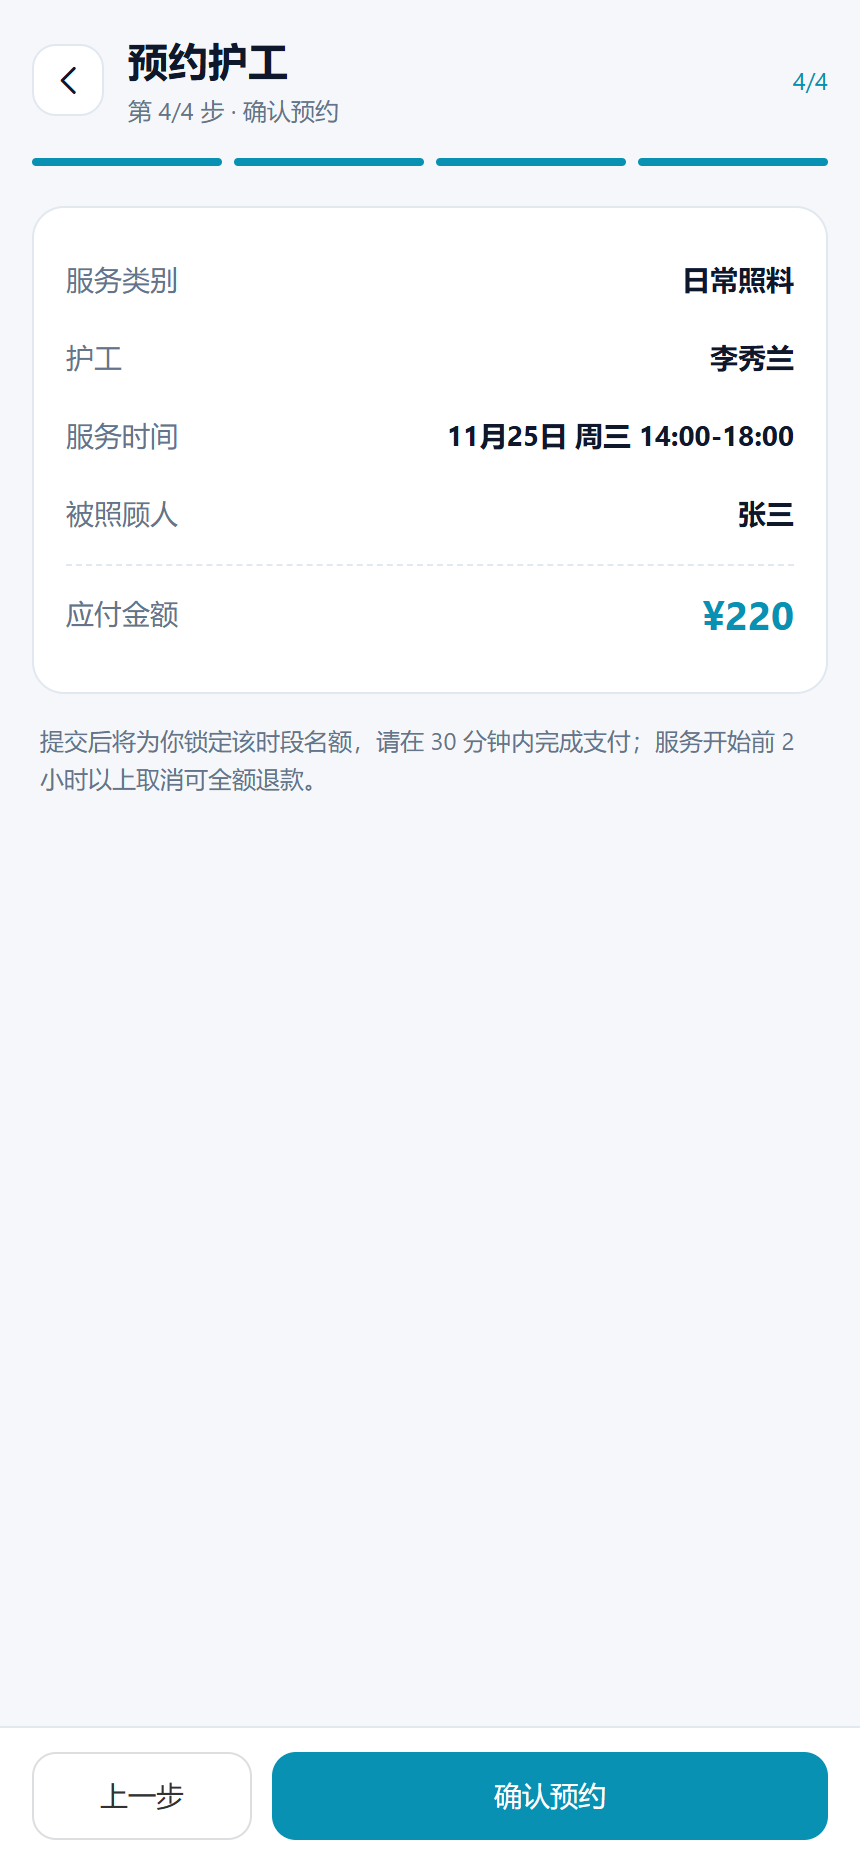 预约护工
第 4/4 步 · 确认预约
4/4
服务类别 日常照料
护工 李秀兰
服务时间 11月25日 周三 14:00-18:00
被照顾人 张三
应付金额 ¥220
提交后将为你锁定该时段名额，请在 30 分钟内完成支付；服务开始前 2
小时以上取消可全额退款。
上一步 确认预约